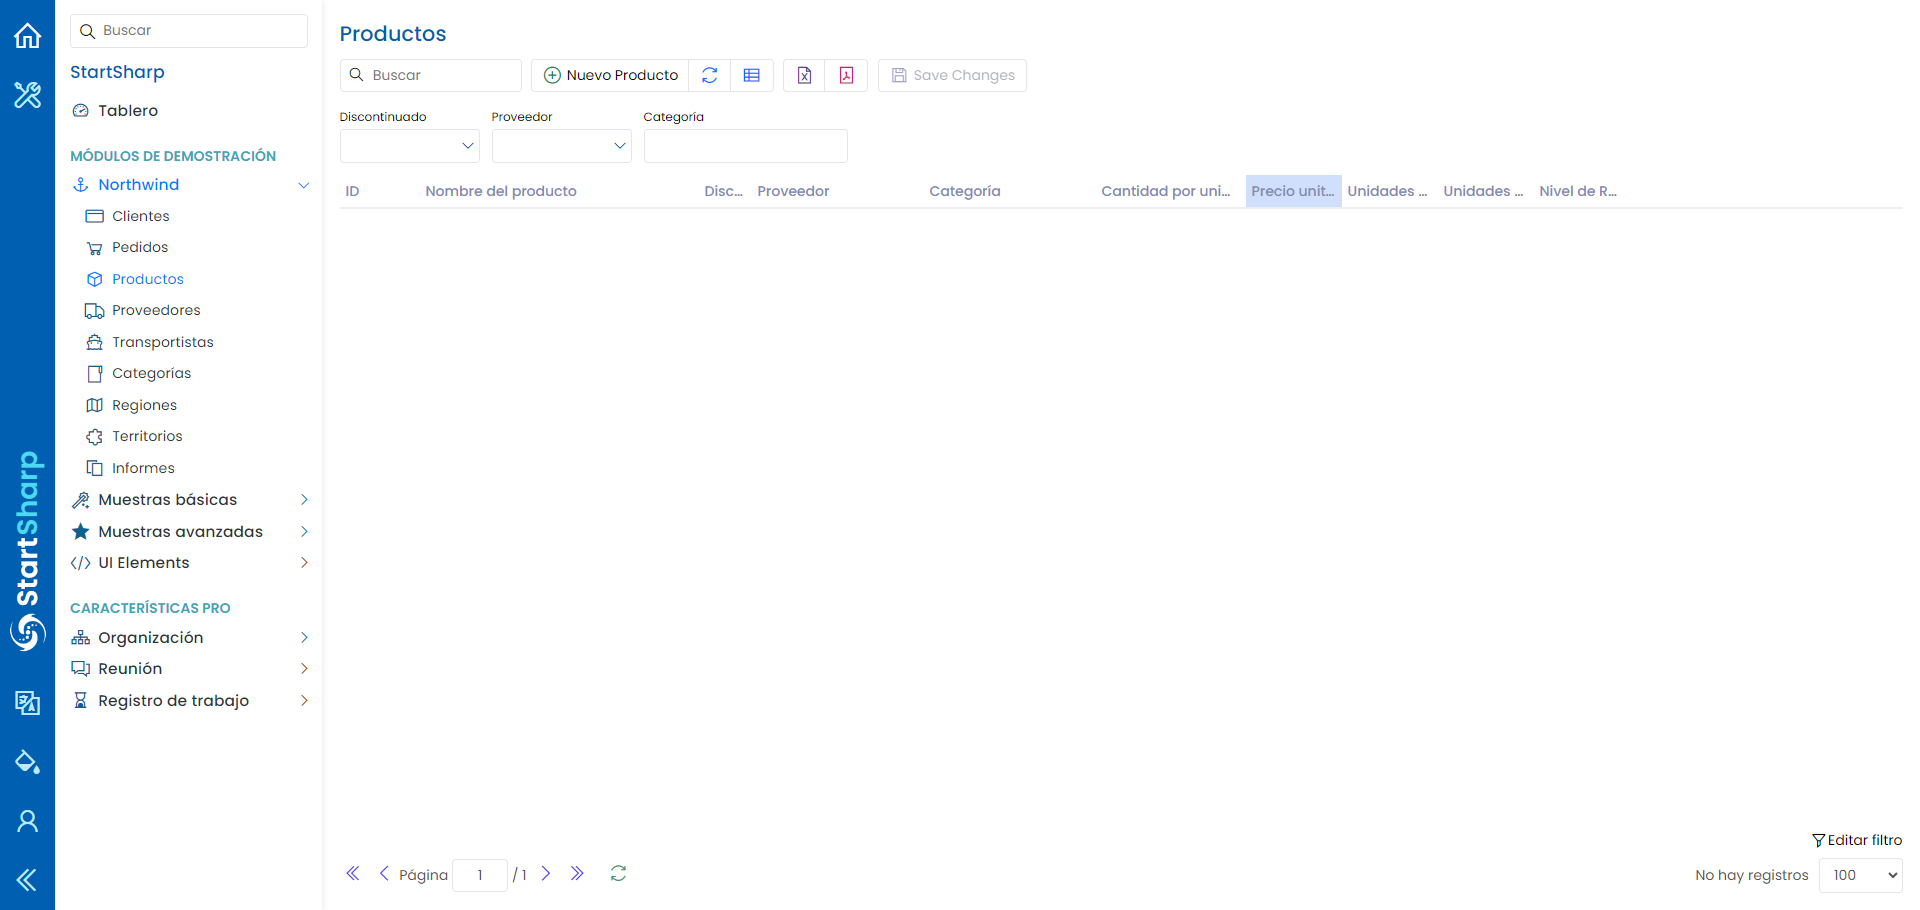 Buscar
StartSharp
Tablero
MÓDULOS DE DEMOSTRACIÓN
Northwind
Clientes
Pedidos
Productos
Proveedores
Transportistas
Categorías
Regiones
Territorios
Informes
Muestras básicas
Muestras avanzadas
UI Elements
CARACTERÍSTICAS PRO
Organización
Reunión
Registro de trabajo
StartSharp
Productos
Buscar
Nuevo Producto
Save Changes
Discontinuado Proveedor Categoría
ID Nombre del producto Disc... Proveedor Categoría Cantidad por uni... Precio unit... Unidades ... Unidades ... Nivel de R...
Editar filtro
Página 1 / 1
No hay registros 100